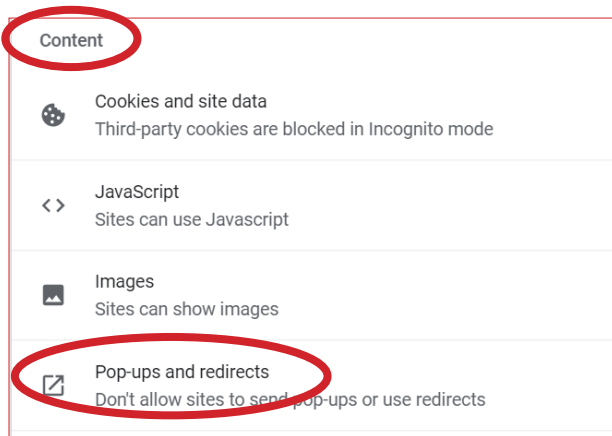 Content
Cookies and site data
Third-party cookies are blocked in Incognito mode
JavaScript
Sites can use Javascript
Images
Sites can show images
Pop-ups and redirects
Don't allow sites to send pop-ups or use redirects